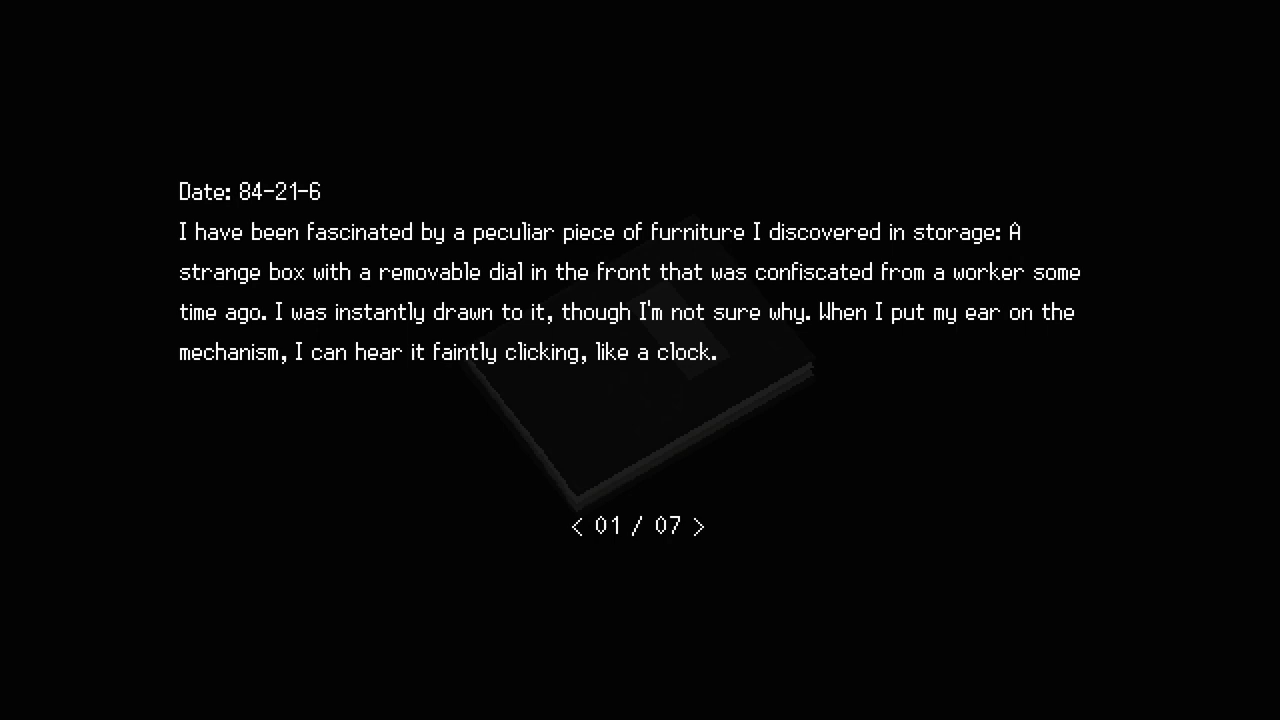 Date: 84-21-6
I have been fascinated by a peculiar piece of furniture I discovered in storage: A
strange box with a removable dial in the front that was confiscated from a worker some
time ago. I was instantly drawn to it, though I'm not sure why. When I put my ear on the
mechanism, I can hear it faintly clicking, like a clock.
< 01 / 07 >